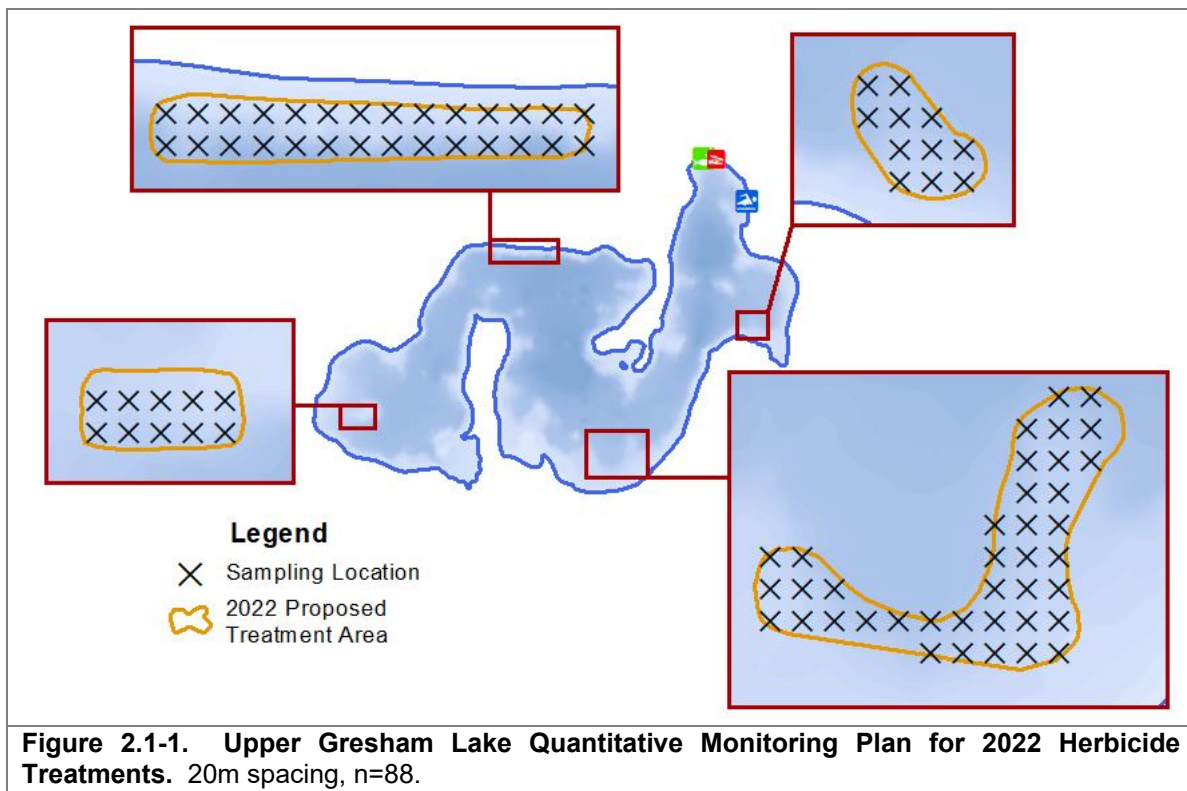 Legend
Sampling Location
2022 Proposed
Treatment Area
Figure 2.1-1. Upper Gresham Lake Quantitative Monitoring Plan for 2022 Herbicide
Treatments. 20m spacing, n=88.